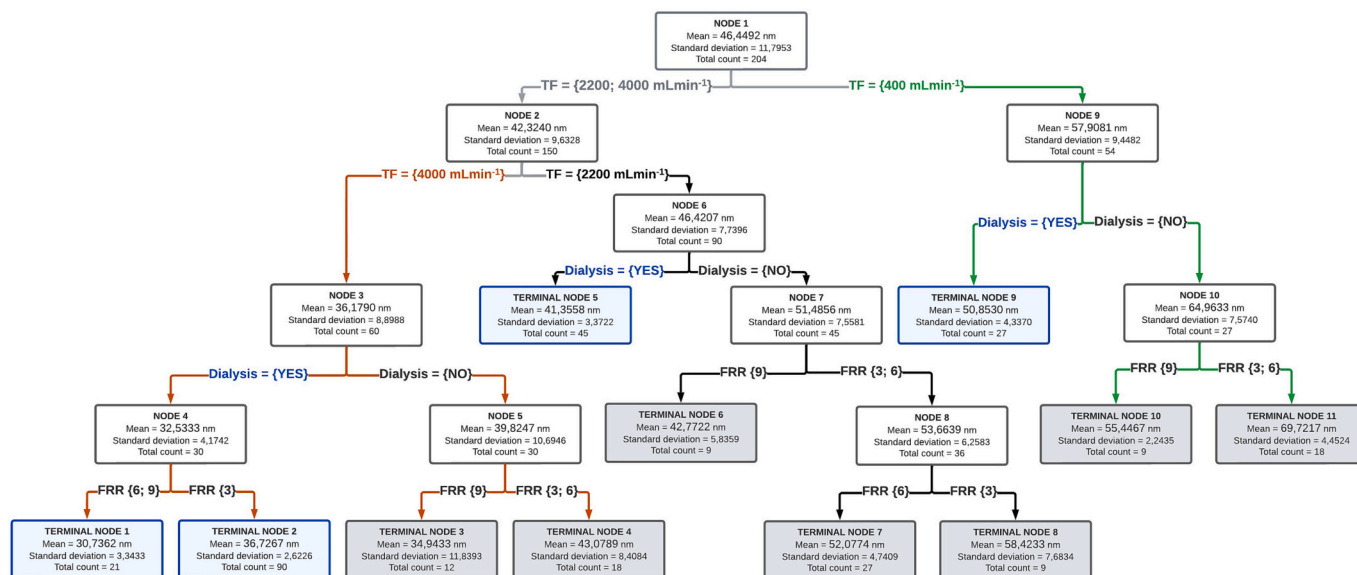 NODE 1
Mean = 46,4492 nm
Standard deviation = 11,7953
Total count = 204
TF = {2200; 4000 mLmin-1}
TF = {400 mLmin-1}
NODE 2
Mean = 42,3240 nm
Standard deviation = 9,6328
Total count = 150
NODE 9
Mean = 57,9081 nm
Standard deviation = 9,4482
Total count = 54
TF = {4000 mLmin-1}
TF = {2200 mLmin-1}
NODE 6
Mean = 46,4207 nm
Standard deviation = 7,7396
Total count = 90
Dialysis = {YES}
Dialysis = {NO}
Dialysis = {YES}
Dialysis = {NO}
NODE 3
Mean = 36,1790 nm
Standard deviation = 8,8988
Total count = 60
TERMINAL NODE 5
Mean = 41,3558 nm
Standard deviation = 3,3722
Total count = 45
NODE 7
Mean = 51,4856 nm
Standard deviation = 7,5581
Total count = 45
TERMINAL NODE 9
Mean = 50,8530 nm
Standard deviation = 4,3370
Total count = 27
NODE 10
Mean = 64,9633 nm
Standard deviation = 7,5740
Total count = 27
Dialysis = {YES}
Dialysis = {NO}
FRR {9}
FRR {3; 6}
FRR {9}
FRR {3; 6}
NODE 4
Mean = 32,5333 nm
Standard deviation = 4,1742
Total count = 30
NODE 5
Mean = 39,8247 nm
Standard deviation = 10,6946
Total count = 30
TERMINAL NODE 6
Mean = 42,7722 nm
Standard deviation = 5,8359
Total count = 9
NODE 8
Mean = 53,6639 nm
Standard deviation = 6,2583
Total count = 36
TERMINAL NODE 10
Mean = 55,4467 nm
Standard deviation = 2,2435
Total count = 9
TERMINAL NODE 11
Mean = 69,7217 nm
Standard deviation = 4,4524
Total count = 18
FRR {6; 9}
FRR {3}
FRR {9}
FRR {3; 6}
FRR {6}
FRR {3}
TERMINAL NODE 1
Mean = 30,7362 nm
Standard deviation = 3,3433
Total count = 21
TERMINAL NODE 2
Mean = 36,7267 nm
Standard deviation = 2,6226
Total count = 90
TERMINAL NODE 3
Mean = 34,9433 nm
Standard deviation = 11,8393
Total count = 12
TERMINAL NODE 4
Mean = 43,0789 nm
Standard deviation = 8,4084
Total count = 18
TERMINAL NODE 7
Mean = 52,0774 nm
Standard deviation = 4,7409
Total count = 27
TERMINAL NODE 8
Mean = 58,4233 nm
Standard deviation = 7,6834
Total count = 9